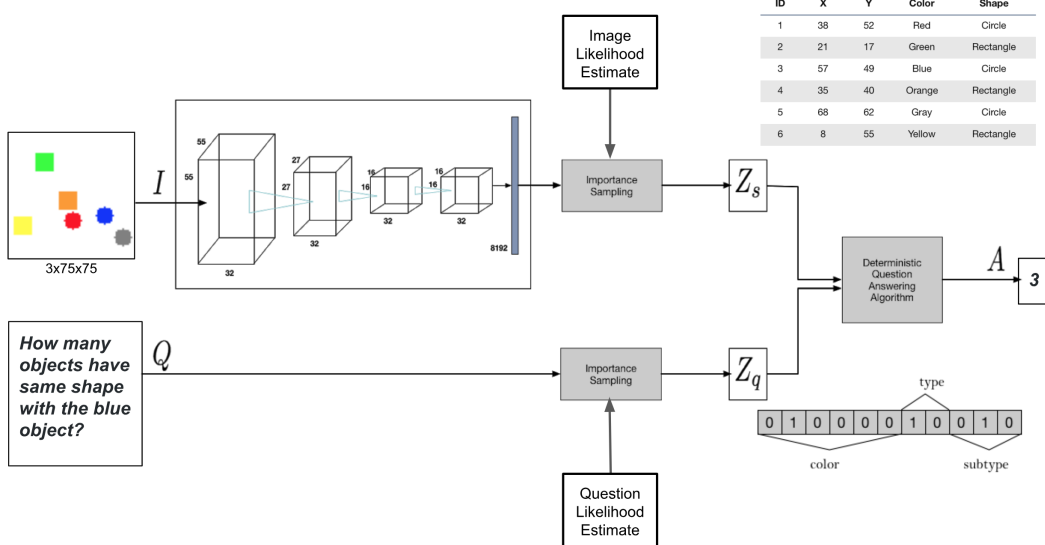 ID X Y Color Shape
1 38 52 Red Circle
2 21 17 Green Rectangle
3 57 49 Blue Circle
4 35 40 Orange Rectangle
5 68 62 Gray Circle
6 8 55 Yellow Rectangle
Image
Likelihood
Estimate
3x75x75
I
55
55
32
27
27
32
16
16
32
16
16
32
8192
Importance
Sampling
Zs
Deterministic
Question
Answering
Algorithm
A
3
How many
objects have
same shape
with the blue
object?
Q
Importance
Sampling
Zq
Question
Likelihood
Estimate
type
0 1 0 0 0 0 1 0 0 1 0
color
subtype